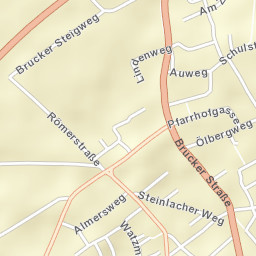 Brucker Steigweg
Am-
Lindenweg
Schulst
Auweg
Römerstraße
Pfarrhofgasse
Ölbergweg
Brucker Straße
Almersweg
Steinlacher Weg
Watzm